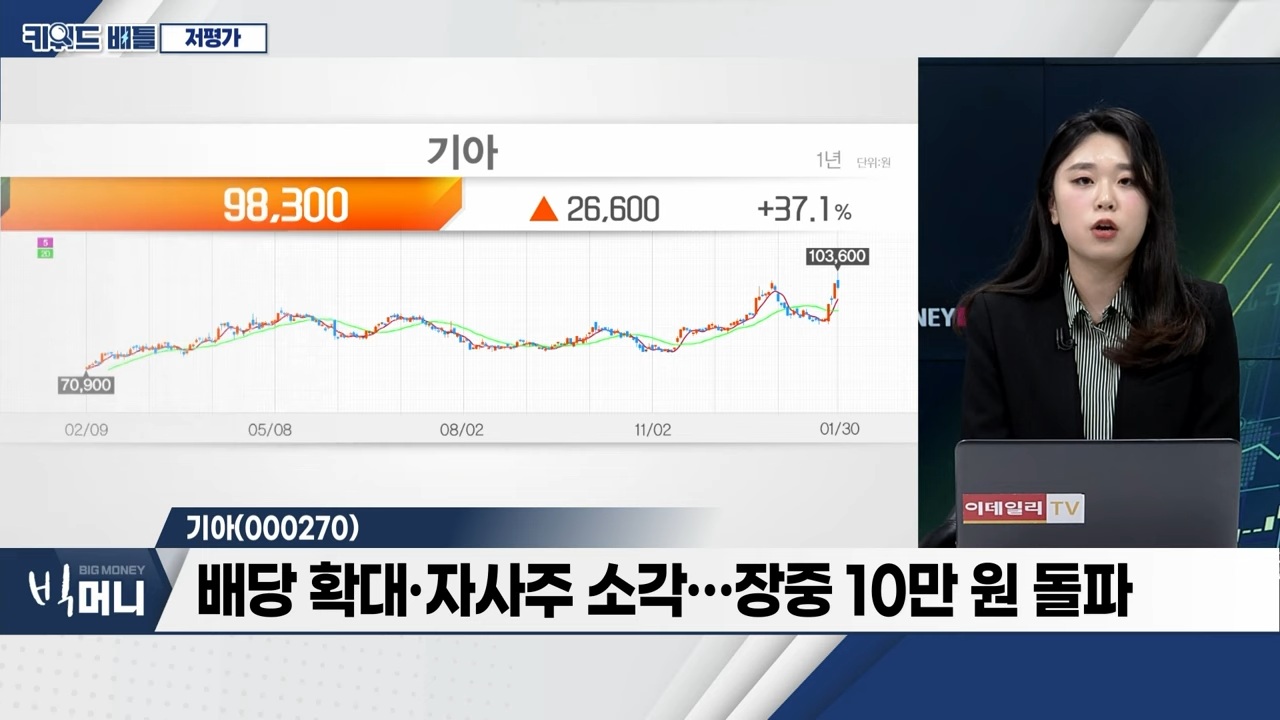 키워드 배틀 저평가
기아
1년 단위:원
98,300 ▲ 26,600 +37.1%
5
20
103,600
70,900
02/09 05/08 08/02 11/02 01/30
NEY
이데일리TV
기아(000270)
BIG MONEY
빅머니
배당 확대·자사주 소각…장중 10만 원 돌파